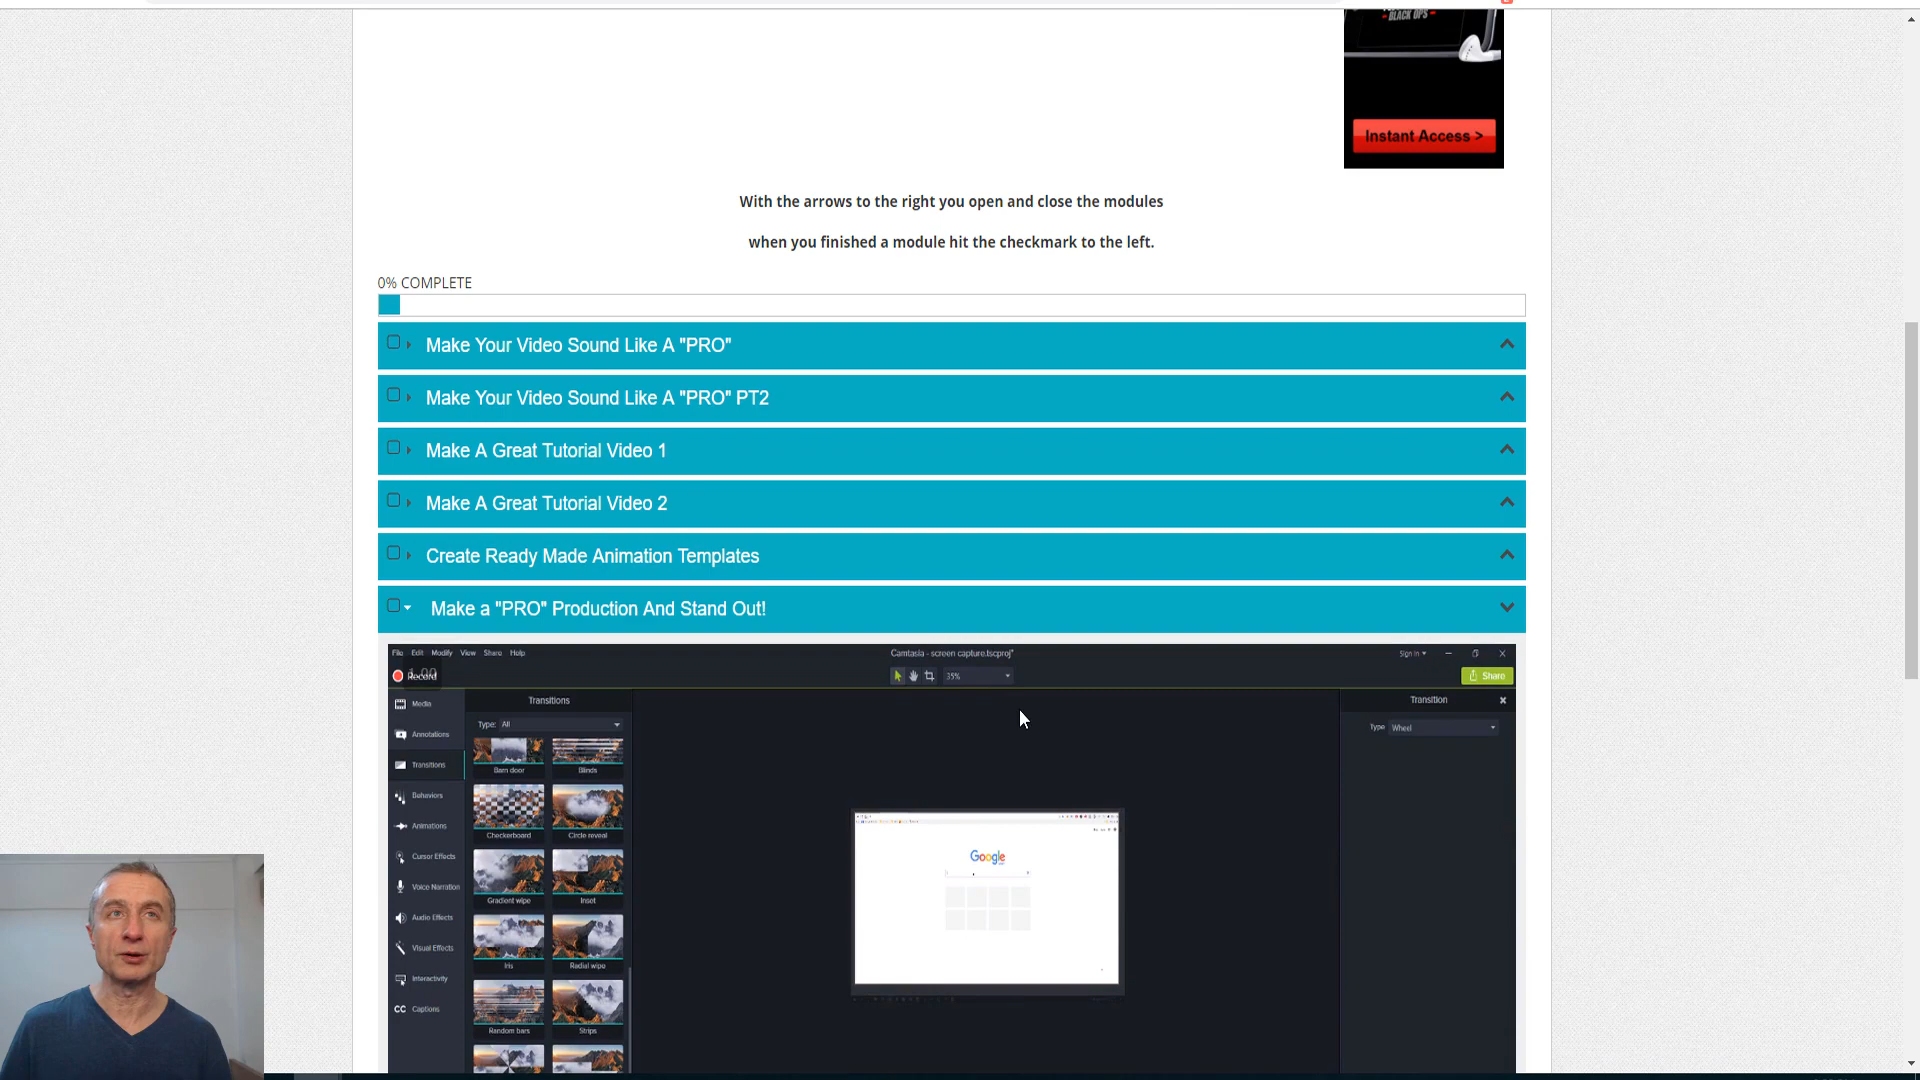 BLACK OPS
Instant Access >
With the arrows to the right you open and close the modules
when you finished a module hit the checkmark to the left.
0% COMPLETE
Make Your Video Sound Like A "PRO"
Make Your Video Sound Like A "PRO" PT2
Make A Great Tutorial Video 1
Make A Great Tutorial Video 2
Create Ready Made Animation Templates
Make a "PRO" Production And Stand Out!
File Edit Modify View Share Help
Camtasia - screen capture.tscproj*
Sign In
1.00
Record
35%
Share
Media
Annotations
Transitions
Behaviors
Animations
Cursor Effects
Voice Narration
Audio Effects
Visual Effects
Interactivity
CC Captions
Transitions
Type: All
Barn door
Blinds
Checkerboard
Circle reveal
Gradient wipe
Inset
Iris
Radial wipe
Random bars
Strips
Google
Transition
Type Wheel